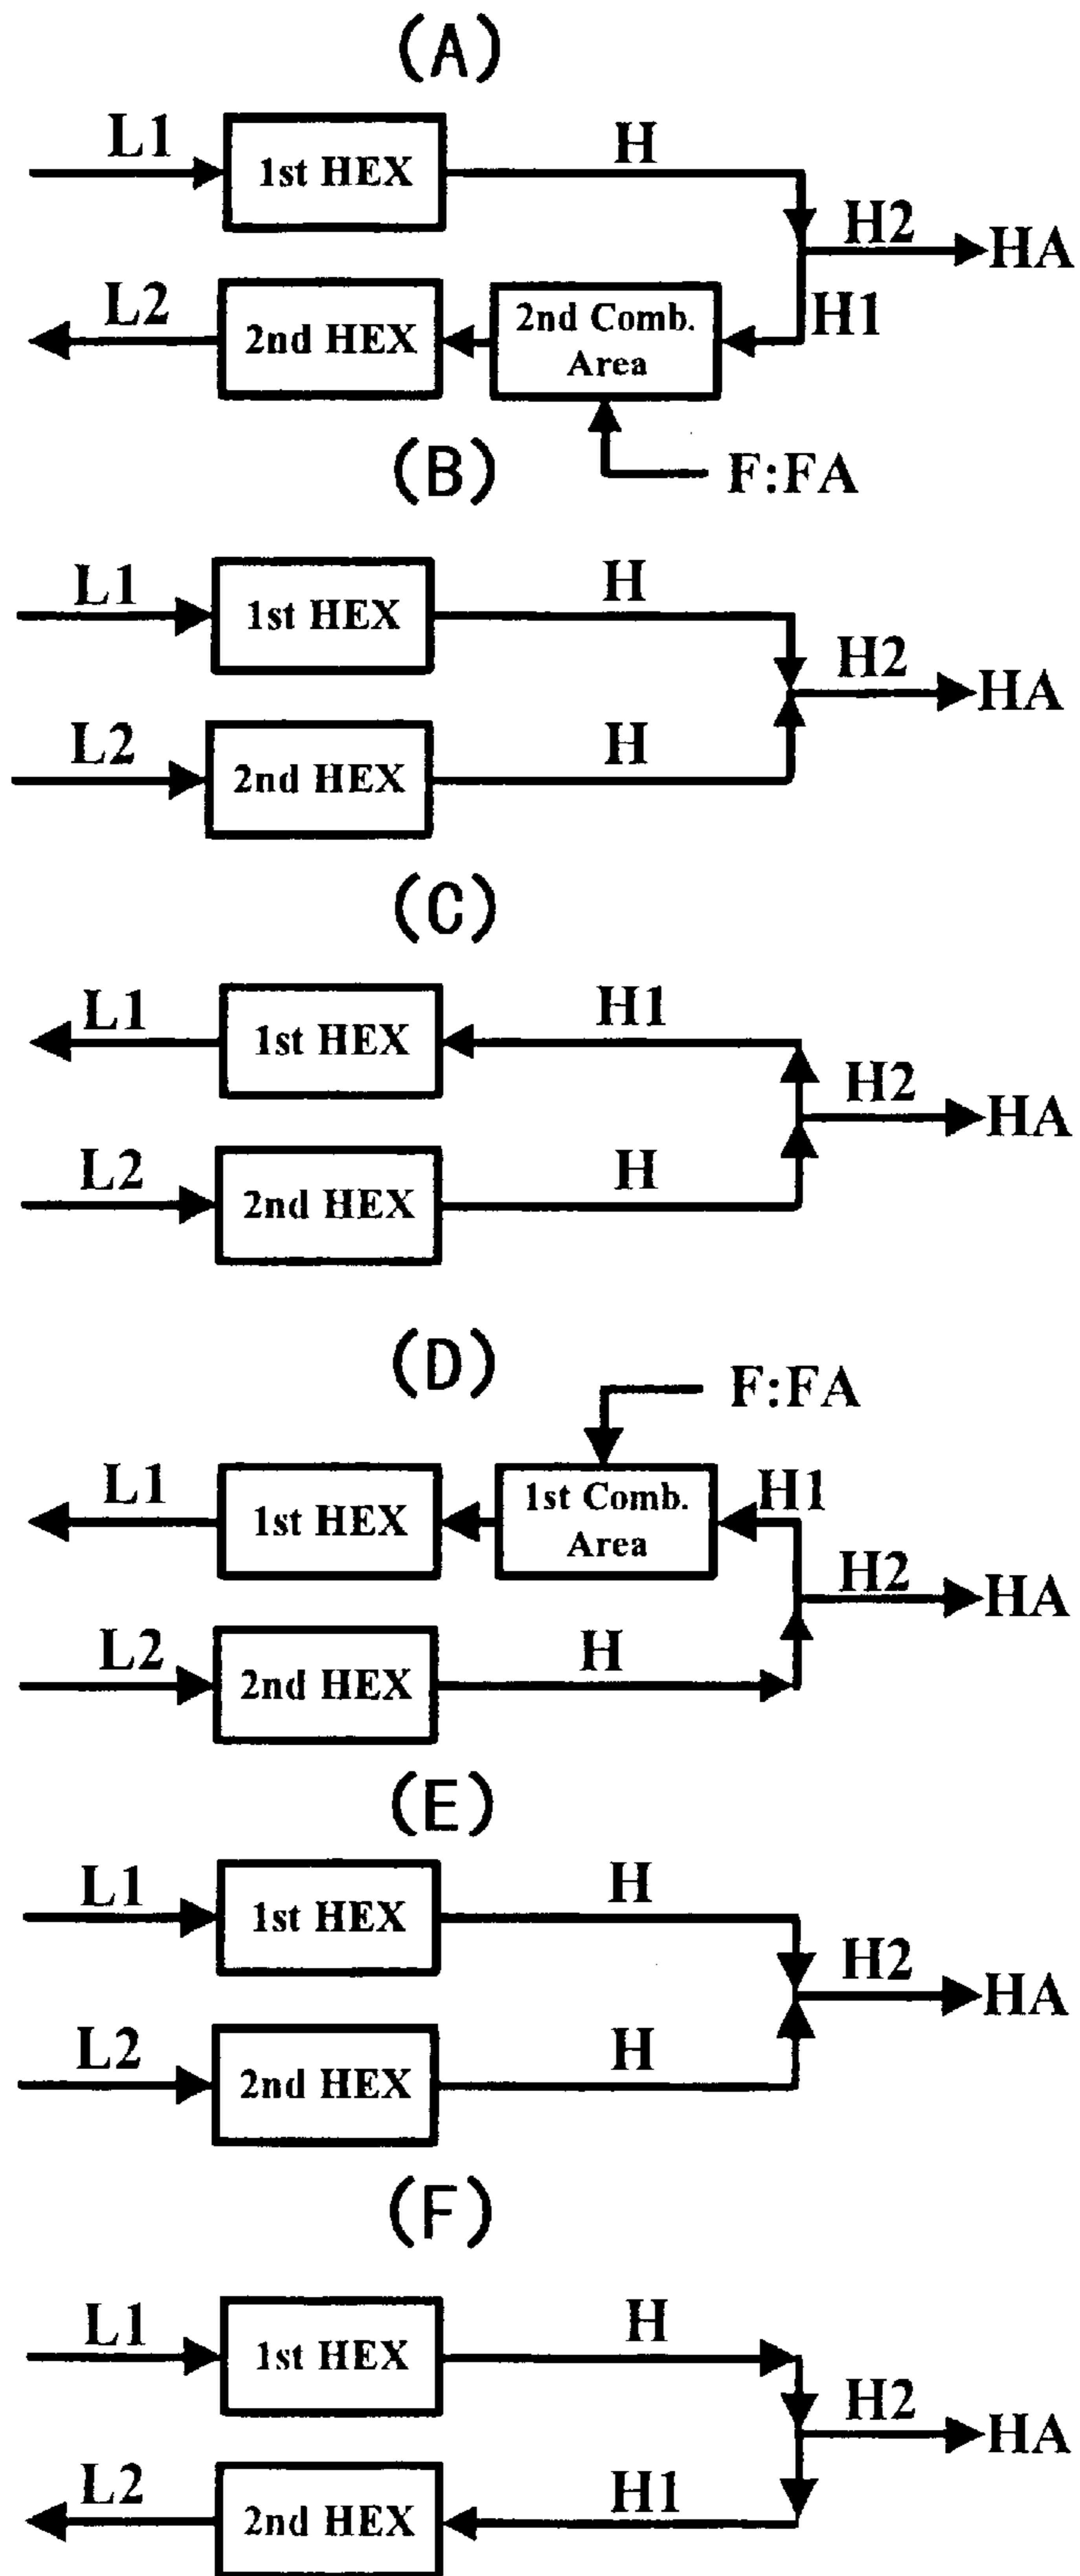 (A)
L1
1st HEX
H
H2
HA
L2
2nd HEX
2nd Comb.
Area
H1
F:FA
(B)
L1
1st HEX
H
H2
HA
L2
2nd HEX
H
(C)
L1
1st HEX
H1
H2
HA
L2
2nd HEX
H
(D)
F:FA
L1
1st HEX
1st Comb.
Area
H1
H2
HA
L2
2nd HEX
H
(E)
L1
1st HEX
H
H2
HA
L2
2nd HEX
H
(F)
L1
1st HEX
H
H2
HA
L2
2nd HEX
H1